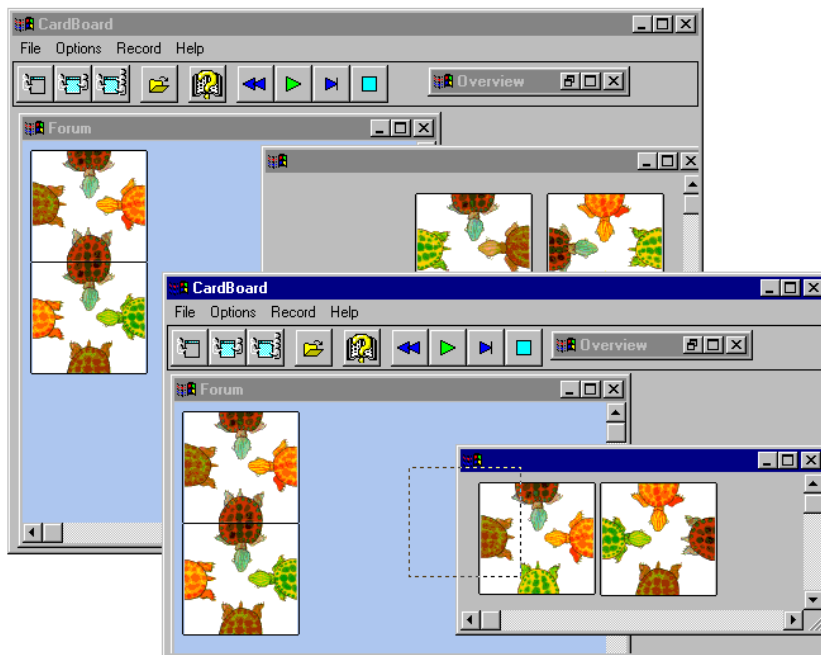 CardBoard
File Options Record Help
Overview
Forum
CardBoard
File Options Record Help
Overview
Forum